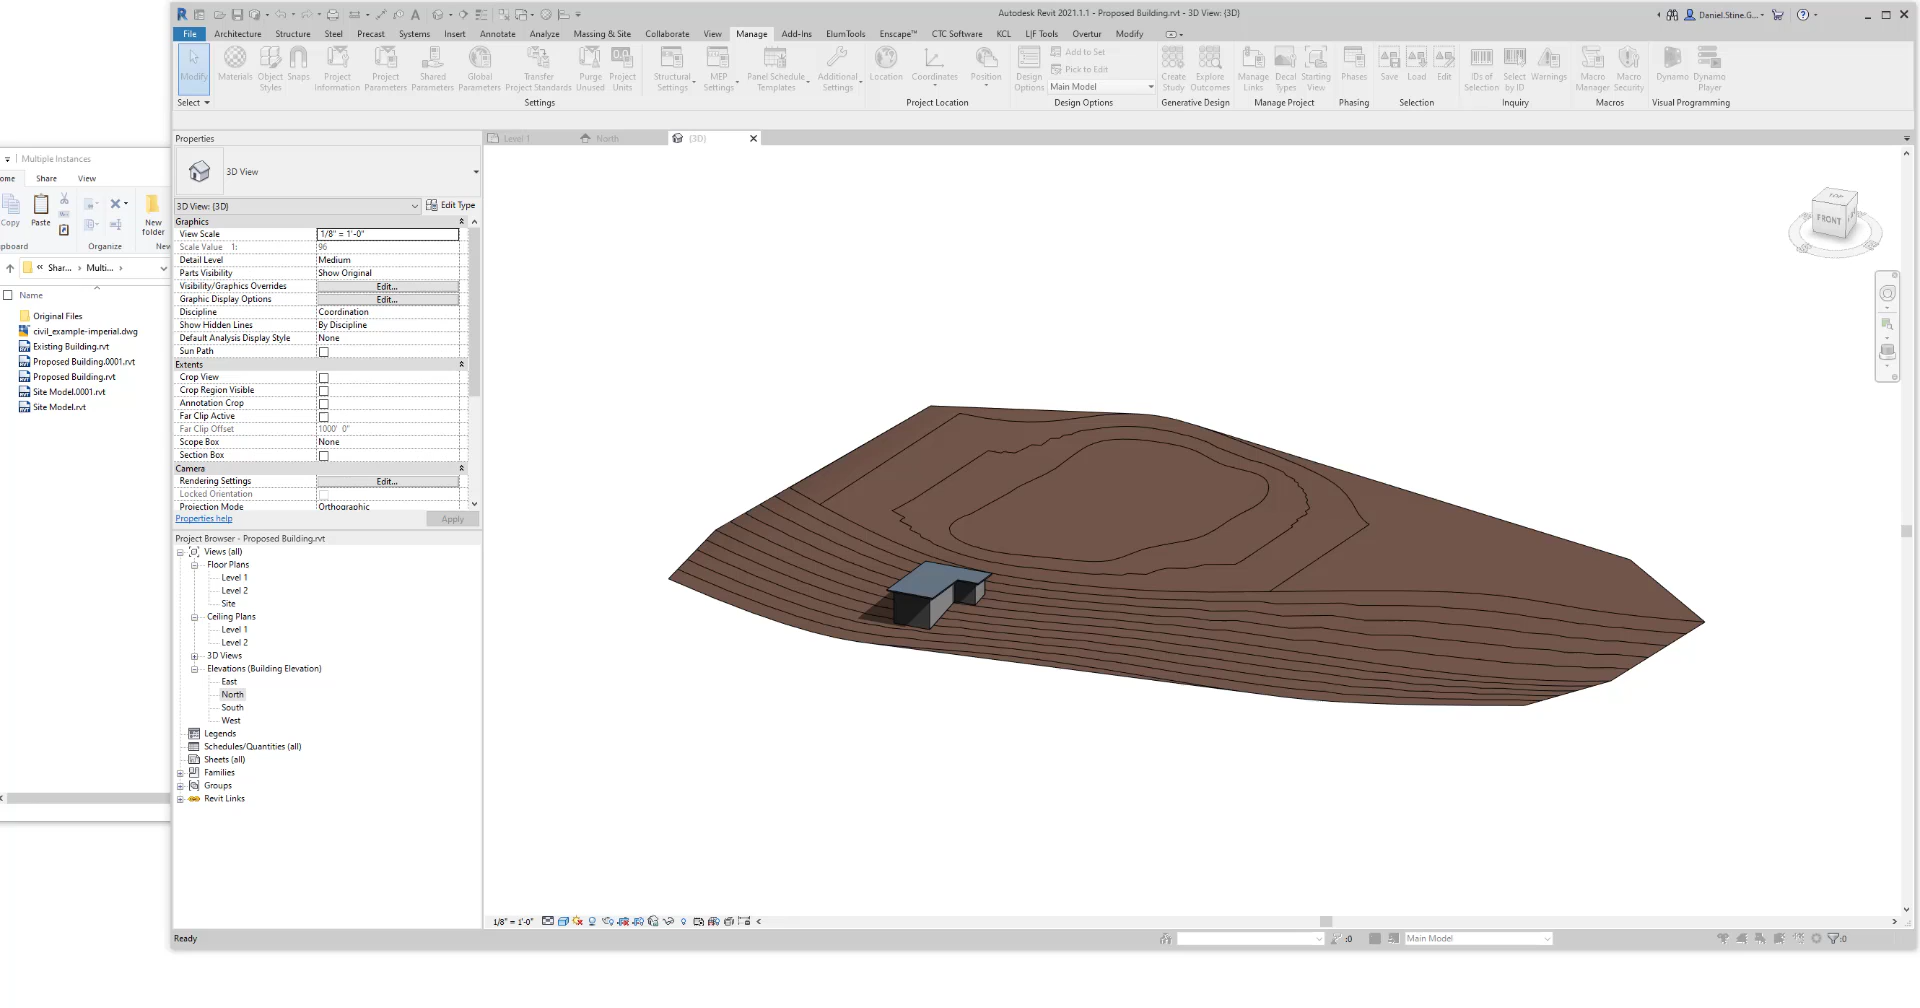 Autodesk Revit 2021.1.1 - Proposed Building.rvt - 3D View: {3D}
Daniel.Stine.G...
File Architecture Structure Steel Precast Systems Insert Annotate Analyze Massing & Site Collaborate View Manage Add-Ins ElumTools Enscape™ CTC Software KCL L|F Tools Overtur Modify
Modify
Materials
Object Styles
Snaps
Project Information
Project Parameters
Shared Parameters
Global Parameters
Transfer Project Standards
Purge Unused
Project Units
Structural Settings
MEP Settings
Panel Schedule Templates
Additional Settings
Location
Coordinates
Position
Design Options
Add to Set
Pick to Edit
Main Model
Create Study
Explore Outcomes
Manage Links
Decal Types
Starting View
Phases
Save
Load
Edit
IDs of Selection
Select by ID
Warnings
Macro Manager
Macro Security
Dynamo
Dynamo Player
Select Settings Project Location Design Options Generative Design Manage Project Phasing Selection Inquiry Macros Visual Programming
Multiple Instances
ome Share View
Copy
Paste
New folder
pboard Organize New
« Shar... › Multi... ›
Name
Original Files
civil_example-imperial.dwg
Existing Building.rvt
Proposed Building.0001.rvt
Proposed Building.rvt
Site Model.0001.rvt
Site Model.rvt
Properties
3D View
3D View: {3D} Edit Type
Graphics
View Scale 1/8" = 1'-0"
Scale Value 1: 96
Detail Level Medium
Parts Visibility Show Original
Visibility/Graphics Overrides Edit...
Graphic Display Options Edit...
Discipline Coordination
Show Hidden Lines By Discipline
Default Analysis Display Style None
Sun Path
Extents
Crop View
Crop Region Visible
Annotation Crop
Far Clip Active
Far Clip Offset 1000' 0"
Scope Box None
Section Box
Camera
Rendering Settings Edit...
Locked Orientation
Projection Mode Orthographic
Properties help Apply
Project Browser - Proposed Building.rvt
Views (all)
Floor Plans
Level 1
Level 2
Site
Ceiling Plans
Level 1
Level 2
3D Views
Elevations (Building Elevation)
East
North
South
West
Legends
Schedules/Quantities (all)
Sheets (all)
Families
Groups
Revit Links
Level 1 North {3D}
TOP
FRONT
1/8" = 1'-0"
Ready :0 Main Model :0